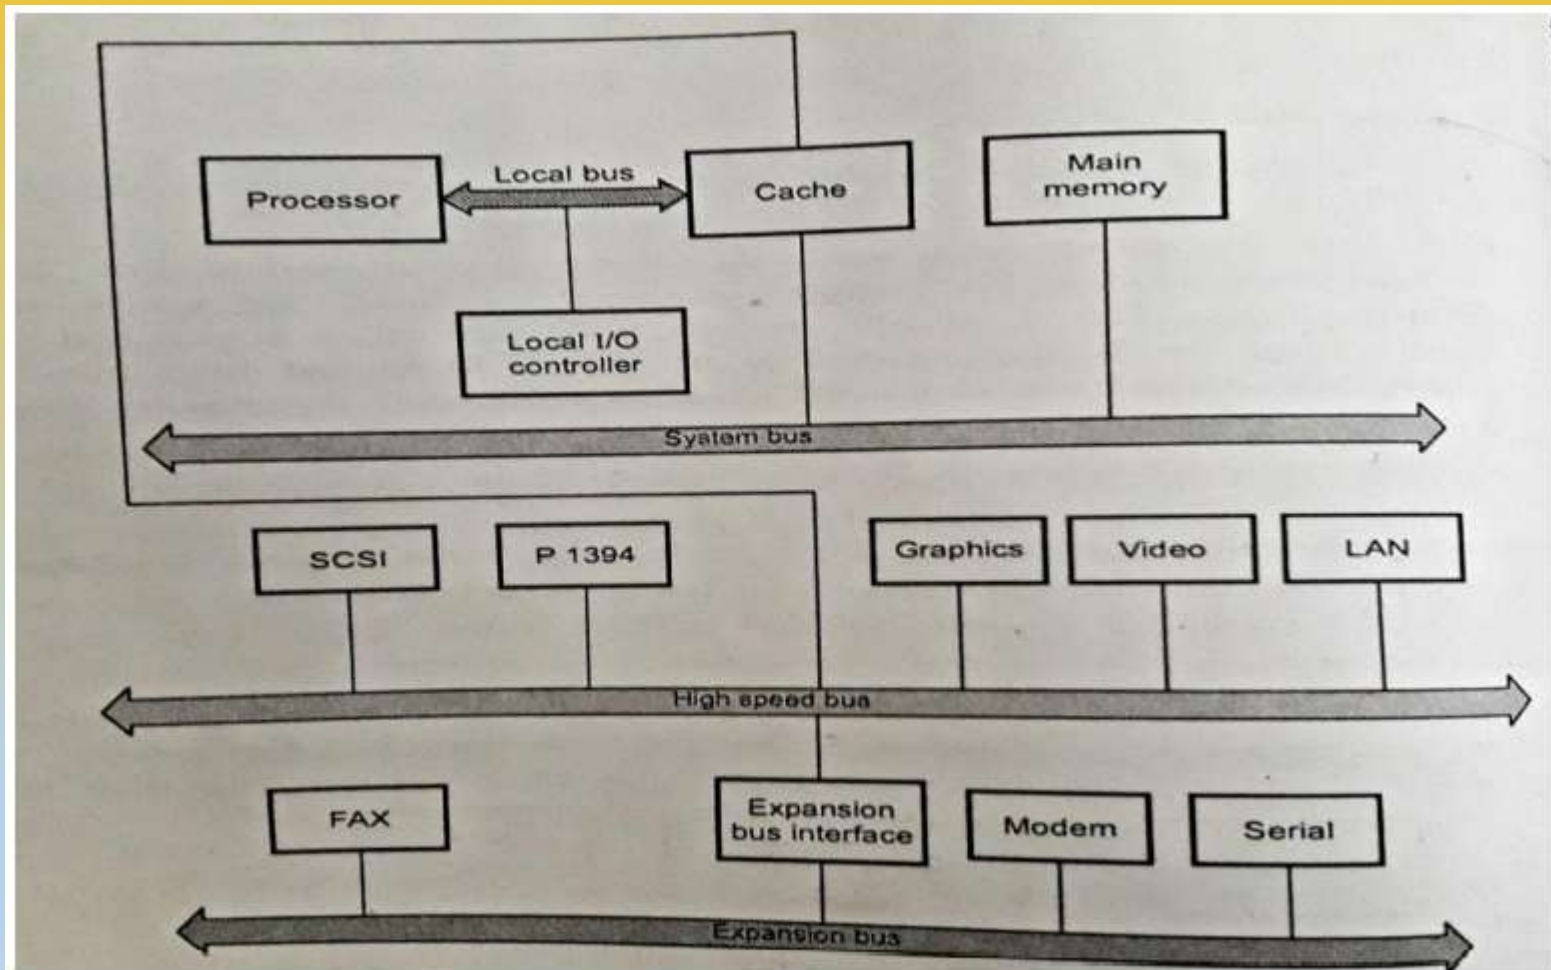 Local bus
Processor
Cache
Main
memory
Local I/O
controller
System bus
SCSI
P 1394
Graphics
Video
LAN
High speed bus
FAX
Expansion
bus interface
Modem
Serial
Expansion bus